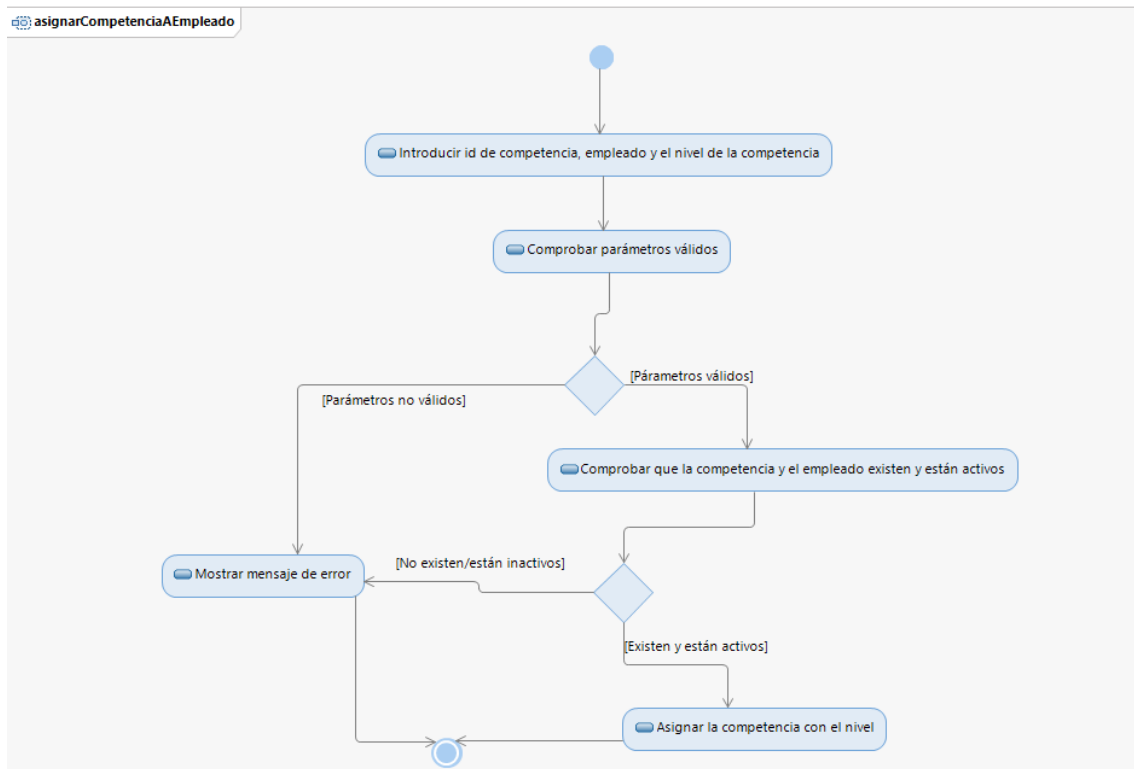 asignarCompetenciaAEmpleado
Introducir id de competencia, empleado y el nivel de la competencia
Comprobar parámetros válidos
[Párametros válidos]
[Parámetros no válidos]
Comprobar que la competencia y el empleado existen y están activos
[No existen/están inactivos]
Mostrar mensaje de error
[Existen y están activos]
Asignar la competencia con el nivel